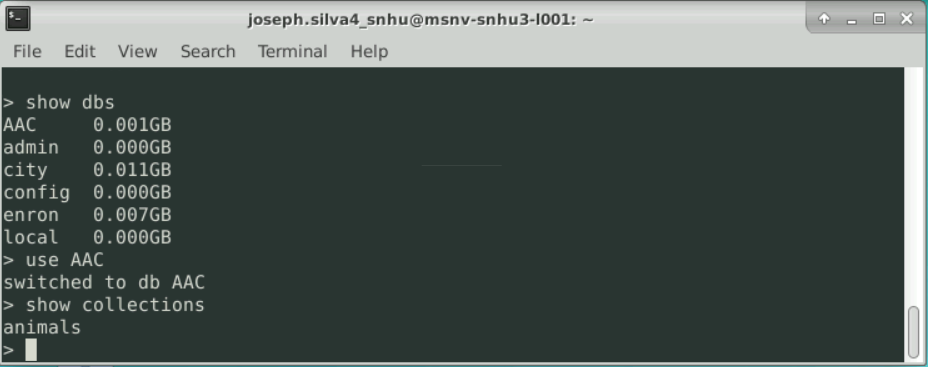 joseph.silva4_snhu@msnv-snhu3-l001: ~
File Edit View Search Terminal Help
> show dbs
AAC     0.001GB
admin   0.000GB
city    0.011GB
config  0.000GB
enron   0.007GB
local   0.000GB
> use AAC
switched to db AAC
> show collections
animals
>